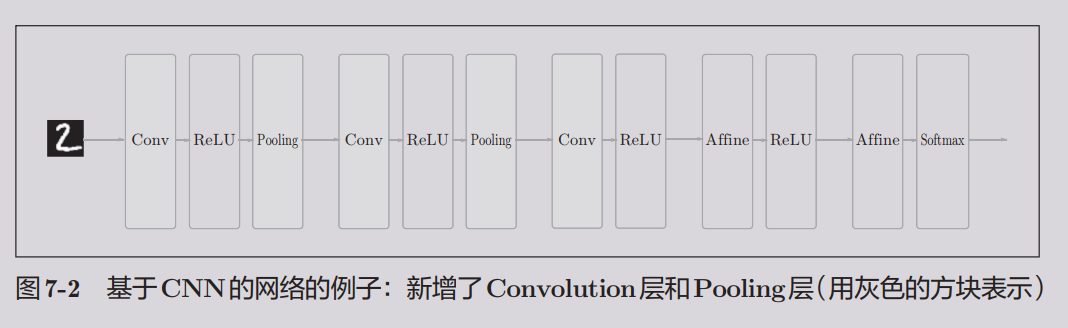 2 Conv ReLU Pooling Conv ReLU Pooling Conv ReLU Affine ReLU Affine Softmax
图7-2 基于CNN的网络的例子：新增了Convolution层和Pooling层（用灰色的方块表示）